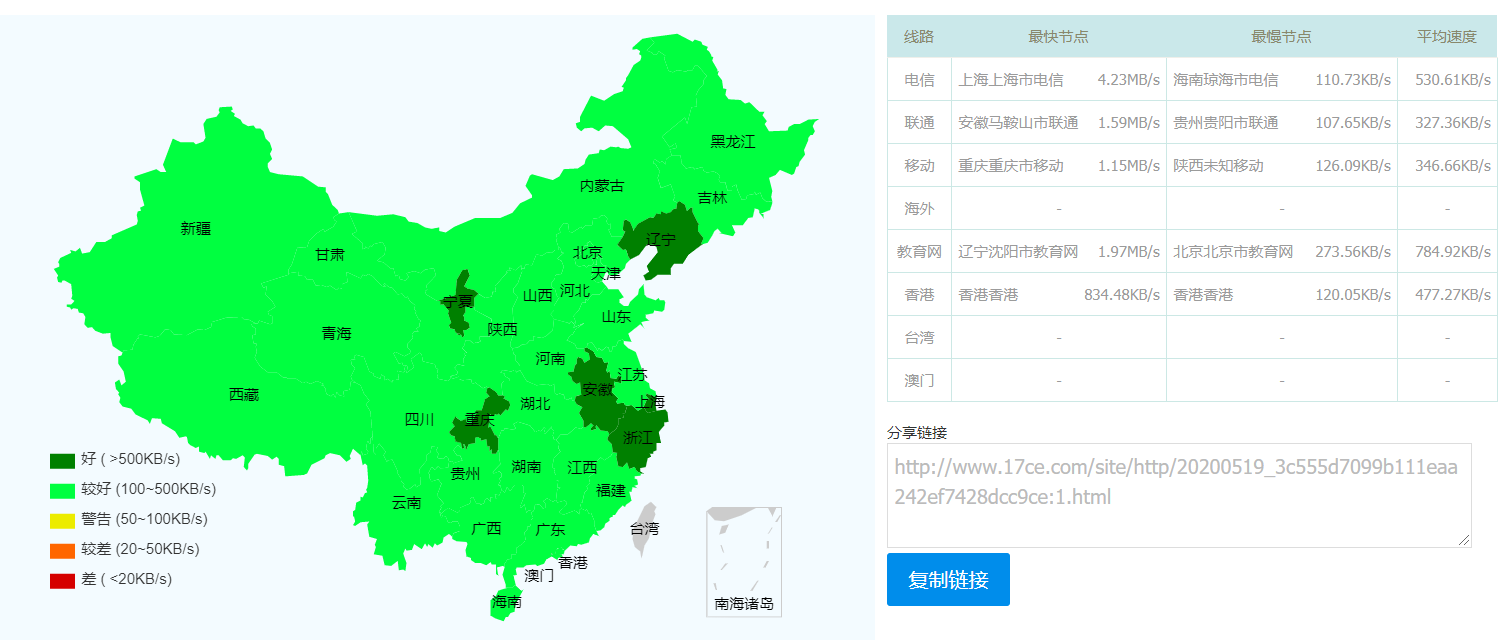 黑龙江
内蒙古
吉林
新疆
辽宁
甘肃
北京
天津
宁夏
山西
河北
山东
青海
陕西
河南
江苏
西藏
安徽
上海
四川
重庆
湖北
浙江
贵州
湖南
江西
福建
云南
广西
广东
台湾
香港
澳门
海南
南海诸岛
好 ( >500KB/s)
较好 (100~500KB/s)
警告 (50~100KB/s)
较差 (20~50KB/s)
差 ( <20KB/s)
线路 最快节点 最慢节点 平均速度
电信 上海上海市电信 4.23MB/s 海南琼海市电信 110.73KB/s 530.61KB/s
联通 安徽马鞍山市联通 1.59MB/s 贵州贵阳市联通 107.65KB/s 327.36KB/s
移动 重庆重庆市移动 1.15MB/s 陕西未知移动 126.09KB/s 346.66KB/s
海外 - - -
教育网 辽宁沈阳市教育网 1.97MB/s 北京北京市教育网 273.56KB/s 784.92KB/s
香港 香港香港 834.48KB/s 香港香港 120.05KB/s 477.27KB/s
台湾 - - -
澳门 - - -
分享链接
http://www.17ce.com/site/http/20200519_3c555d7099b111eaa
242ef7428dcc9ce:1.html
复制链接